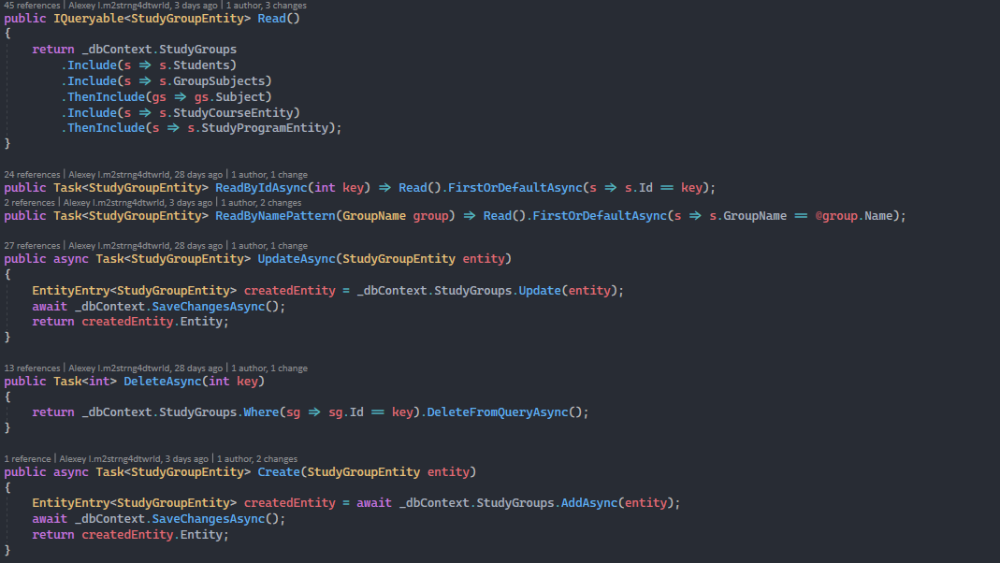 45 references | Alexey I.m2strng4dtwrld, 3 days ago | 1 author, 3 changes
public IQueryable<StudyGroupEntity> Read()
{
    return _dbContext.StudyGroups
        .Include(s => s.Students)
        .Include(s => s.GroupSubjects)
        .ThenInclude(gs => gs.Subject)
        .Include(s => s.StudyCourseEntity)
        .ThenInclude(s => s.StudyProgramEntity);
}
24 references | Alexey I.m2strng4dtwrld, 28 days ago | 1 author, 1 change
public Task<StudyGroupEntity> ReadByIdAsync(int key) => Read().FirstOrDefaultAsync(s => s.Id == key);
2 references | Alexey I.m2strng4dtwrld, 3 days ago | 1 author, 2 changes
public Task<StudyGroupEntity> ReadByNamePattern(GroupName group) => Read().FirstOrDefaultAsync(s => s.GroupName == @group.Name);
27 references | Alexey I.m2strng4dtwrld, 28 days ago | 1 author, 1 change
public async Task<StudyGroupEntity> UpdateAsync(StudyGroupEntity entity)
{
    EntityEntry<StudyGroupEntity> createdEntity = _dbContext.StudyGroups.Update(entity);
    await _dbContext.SaveChangesAsync();
    return createdEntity.Entity;
}
13 references | Alexey I.m2strng4dtwrld, 28 days ago | 1 author, 1 change
public Task<int> DeleteAsync(int key)
{
    return _dbContext.StudyGroups.Where(sg => sg.Id == key).DeleteFromQueryAsync();
}
1 reference | Alexey I.m2strng4dtwrld, 3 days ago | 1 author, 2 changes
public async Task<StudyGroupEntity> Create(StudyGroupEntity entity)
{
    EntityEntry<StudyGroupEntity> createdEntity = await _dbContext.StudyGroups.AddAsync(entity);
    await _dbContext.SaveChangesAsync();
    return createdEntity.Entity;
}